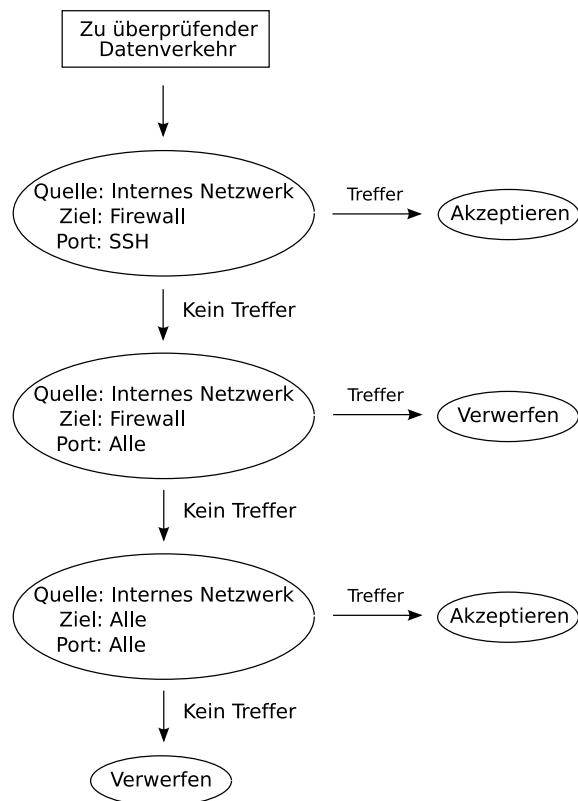 Zu überprüfender
Datenverkehr
Quelle: Internes Netzwerk
Ziel: Firewall
Port: SSH
Treffer
Akzeptieren
Kein Treffer
Quelle: Internes Netzwerk
Ziel: Firewall
Port: Alle
Treffer
Verwerfen
Kein Treffer
Quelle: Internes Netzwerk
Ziel: Alle
Port: Alle
Treffer
Akzeptieren
Kein Treffer
Verwerfen